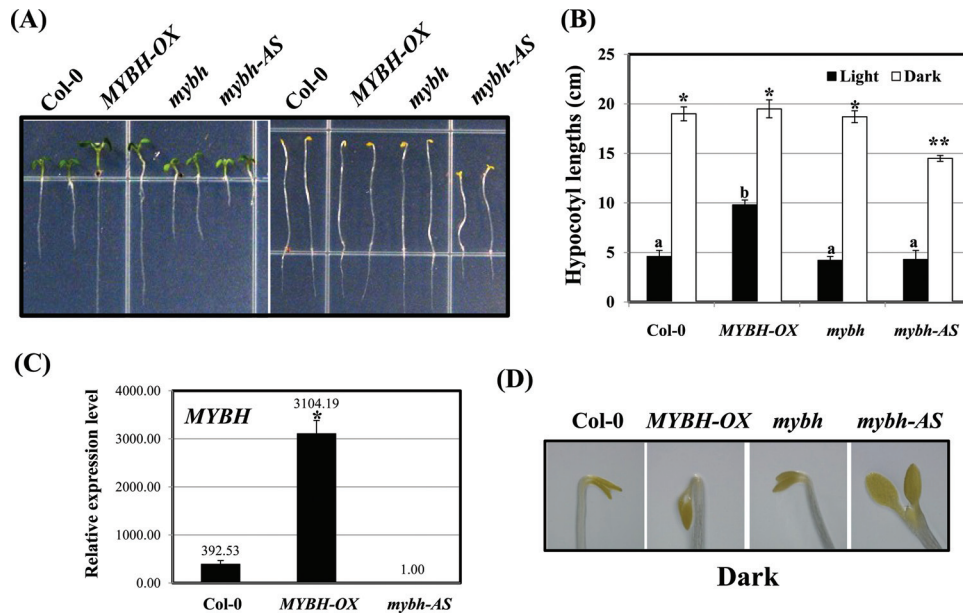 (A)
Col-0
MYBH-OX
mybh
mybh-AS
Col-0
MYBH-OX
mybh
mybh-AS
(B)
Hypocotyl lengths (cm)
25
20
15
10
5
0
Light
Dark
*
*
*
**
a
b
a
a
Col-0
MYBH-OX
mybh
mybh-AS
(C)
Relative expression level
4000.00
3000.00
2000.00
1000.00
0.00
MYBH
392.53
3104.19
*
1.00
Col-0
MYBH-OX
mybh-AS
(D)
Col-0
MYBH-OX
mybh
mybh-AS
Dark